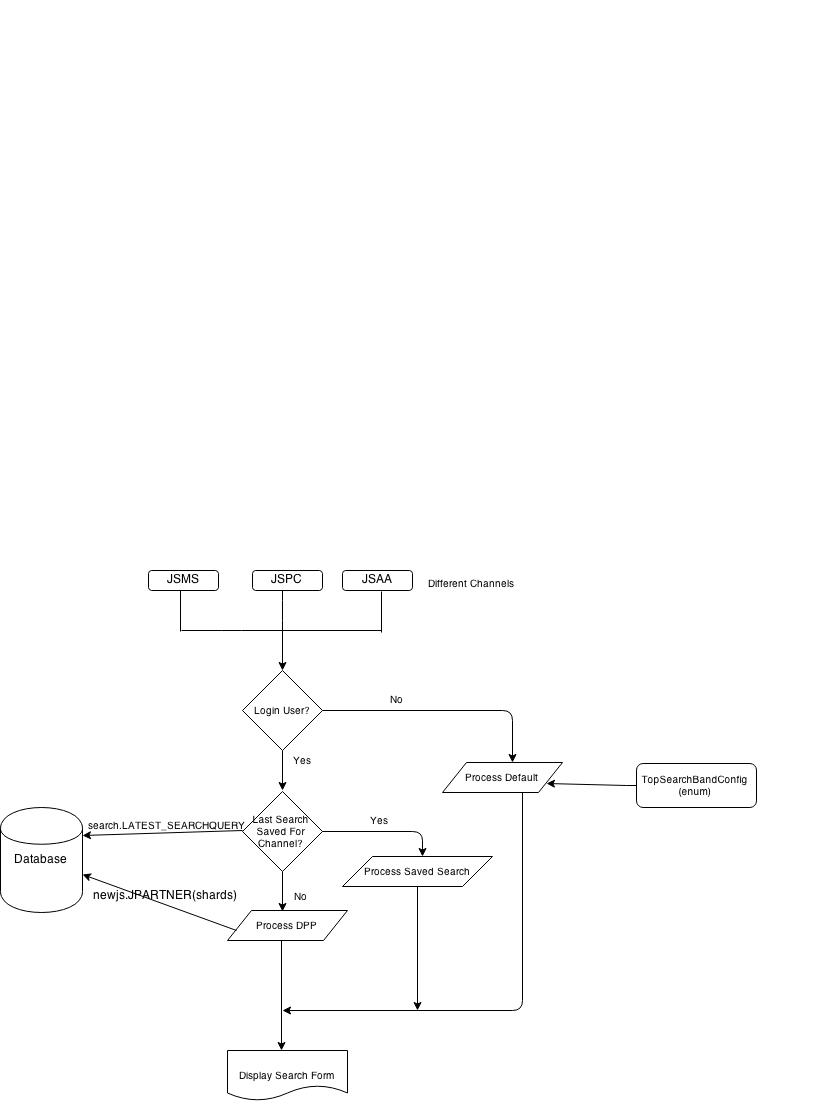 JSMS
JSPC
JSAA
Different Channels
Login User?
No
Yes
Process Default
TopSearchBandConfig
(enum)
search.LATEST_SEARCHQUERY
Last Search
Saved For
Channel?
Yes
Database
Process Saved Search
newjs.JPARTNER(shards)
No
Process DPP
Display Search Form